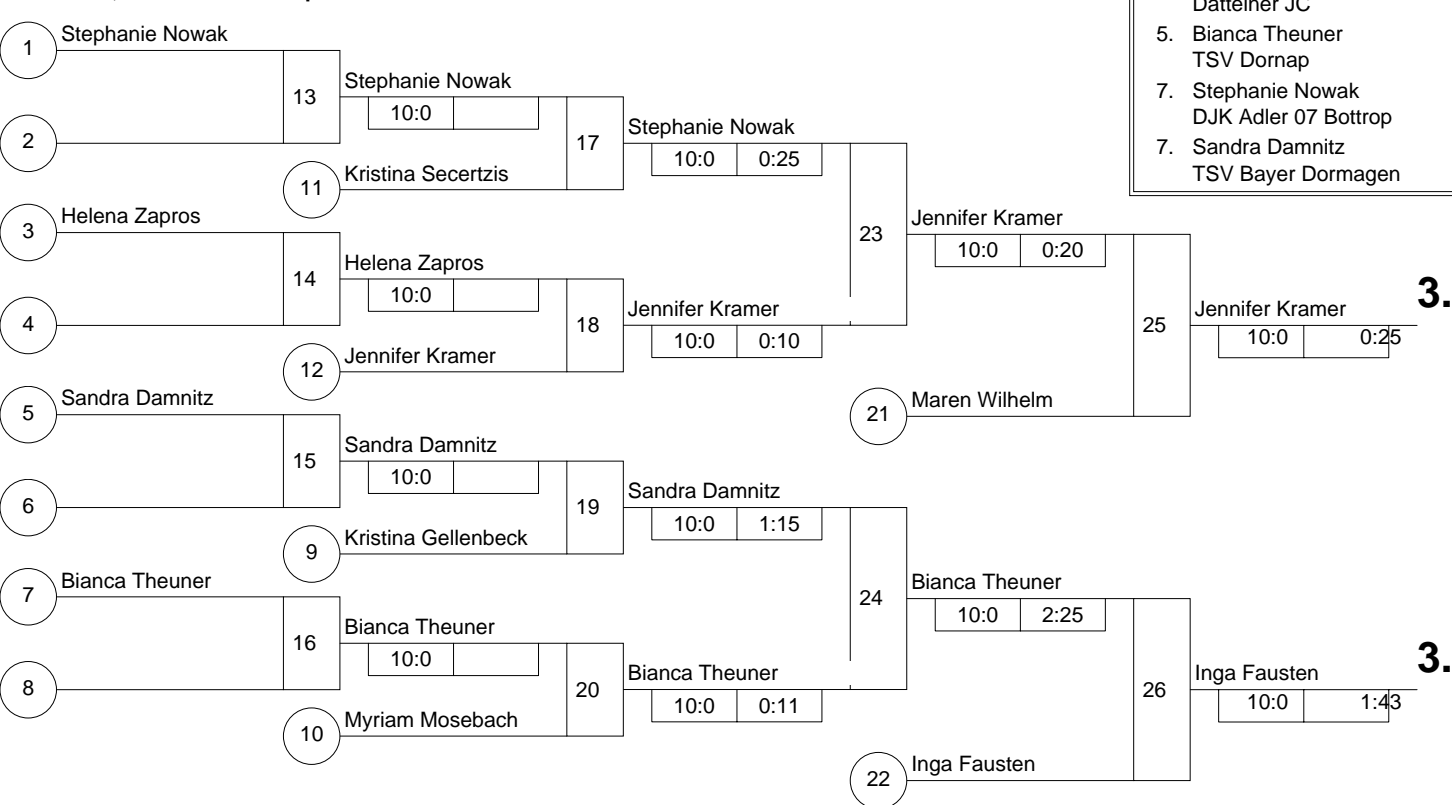 Dattelner JC
5. Bianca Theuner
TSV Dornap
7. Stephanie Nowak
DJK Adler 07 Bottrop
7. Sandra Damnitz
TSV Bayer Dormagen
1 Stephanie Nowak
13 Stephanie Nowak
10:0
2
17 Stephanie Nowak
10:0 0:25
11 Kristina Secertzis
3 Helena Zapros
23 Jennifer Kramer
10:0 0:20
14 Helena Zapros
10:0
4
18 Jennifer Kramer
10:0 0:10
12 Jennifer Kramer
25 Jennifer Kramer 3.
10:0 0:25
5 Sandra Damnitz
21 Maren Wilhelm
15 Sandra Damnitz
10:0
6
19 Sandra Damnitz
10:0 1:15
9 Kristina Gellenbeck
7 Bianca Theuner
24 Bianca Theuner
10:0 2:25
16 Bianca Theuner
10:0
8
20 Bianca Theuner
10:0 0:11
10 Myriam Mosebach
26 Inga Fausten 3.
10:0 1:43
22 Inga Fausten